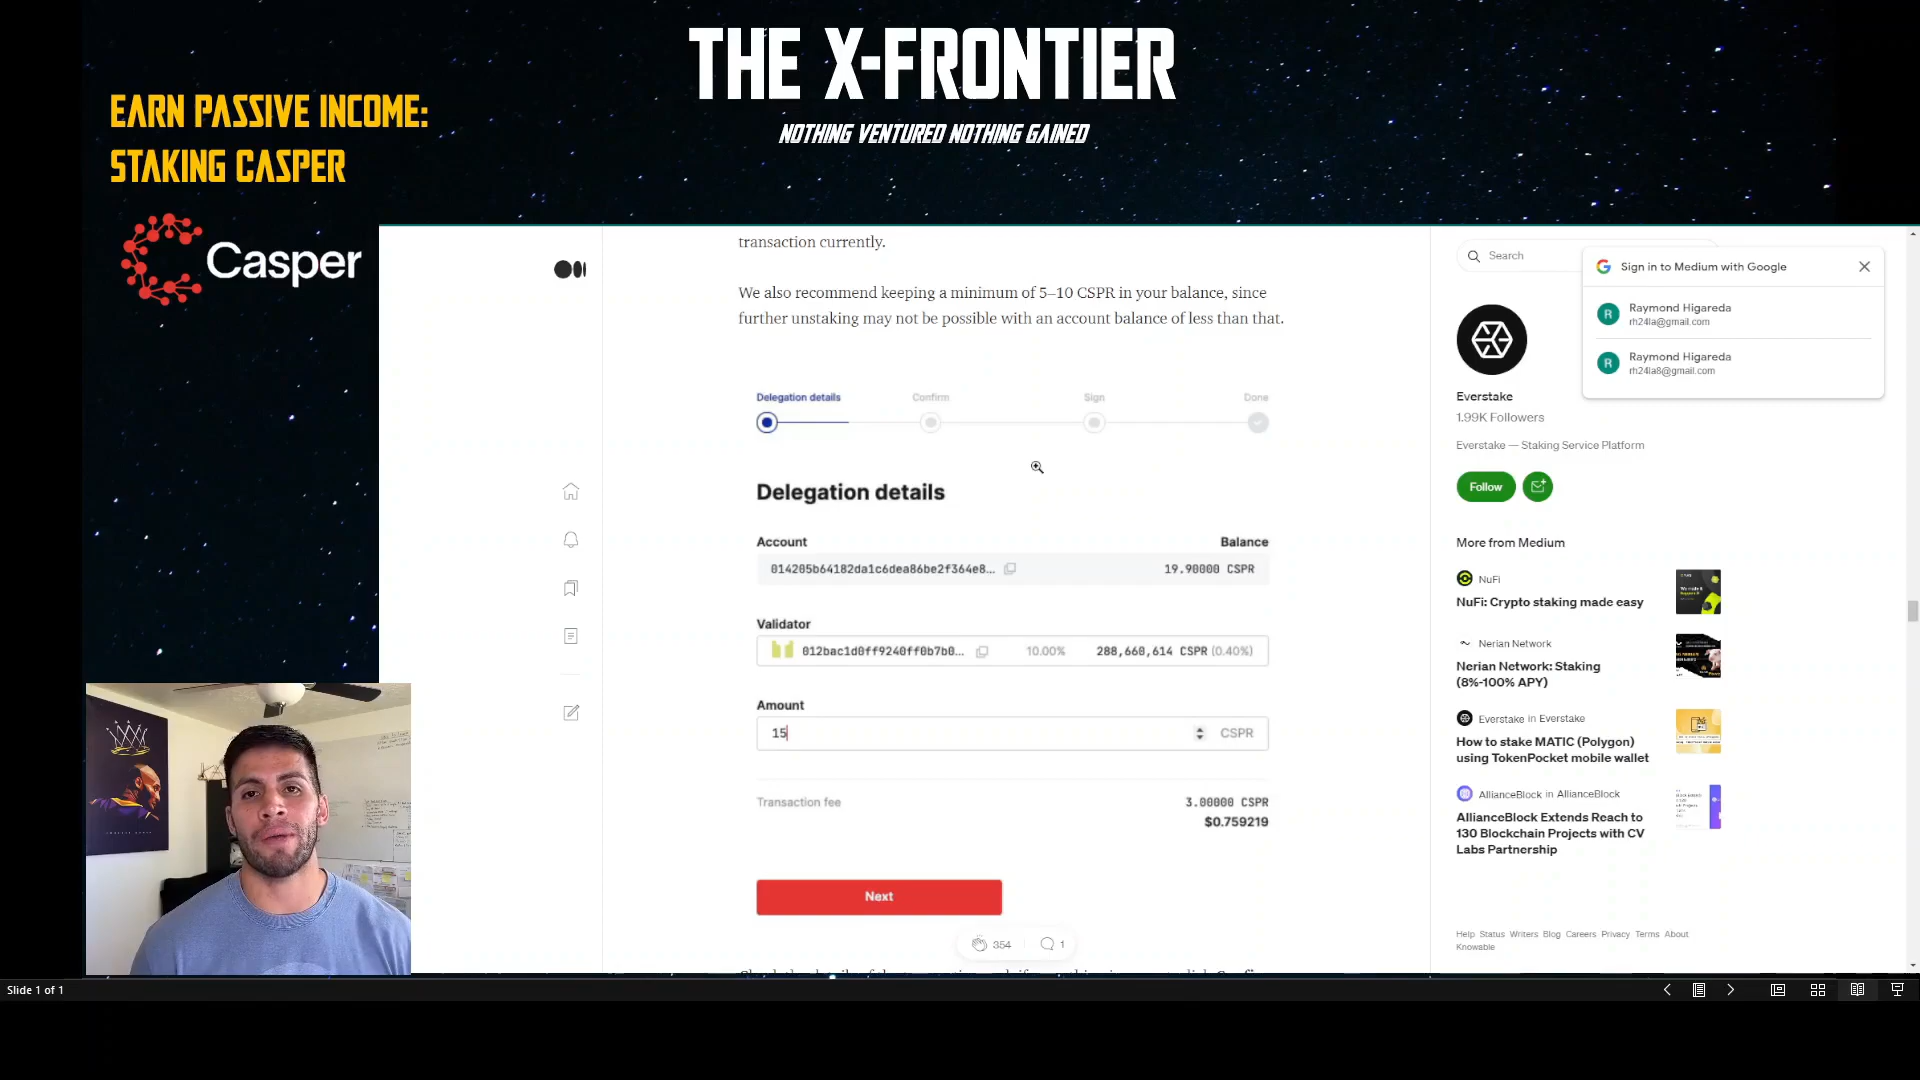 THE X-FRONTIER
NOTHING VENTURED NOTHING GAINED
EARN PASSIVE INCOME:
STAKING CASPER
Casper
transaction currently.
We also recommend keeping a minimum of 5–10 CSPR in your balance, since
further unstaking may not be possible with an account balance of less than that.
Delegation details
Confirm
Sign
Done
Delegation details
Account
Balance
014205b64182da1c6dea86be2f364e8...
19.90000 CSPR
Validator
012bac1d0ff9240ff0b7b0...
10.00%
288,660,614 CSPR (0.40%)
Amount
15
CSPR
Transaction fee
3.00000 CSPR
$0.759219
Next
354
1
Search
Sign in to Medium with Google
R
Raymond Higareda
rh24la@gmail.com
R
Raymond Higareda
rh24la8@gmail.com
Everstake
1.99K Followers
Everstake — Staking Service Platform
Follow
More from Medium
NuFi
NuFi: Crypto staking made easy
Nerian Network
Nerian Network: Staking
(8%-100% APY)
Everstake in Everstake
How to stake MATIC (Polygon)
using TokenPocket mobile wallet
AllianceBlock in AllianceBlock
AllianceBlock Extends Reach to
130 Blockchain Projects with CV
Labs Partnership
Help Status Writers Blog Careers Privacy Terms About
Knowable
Slide 1 of 1